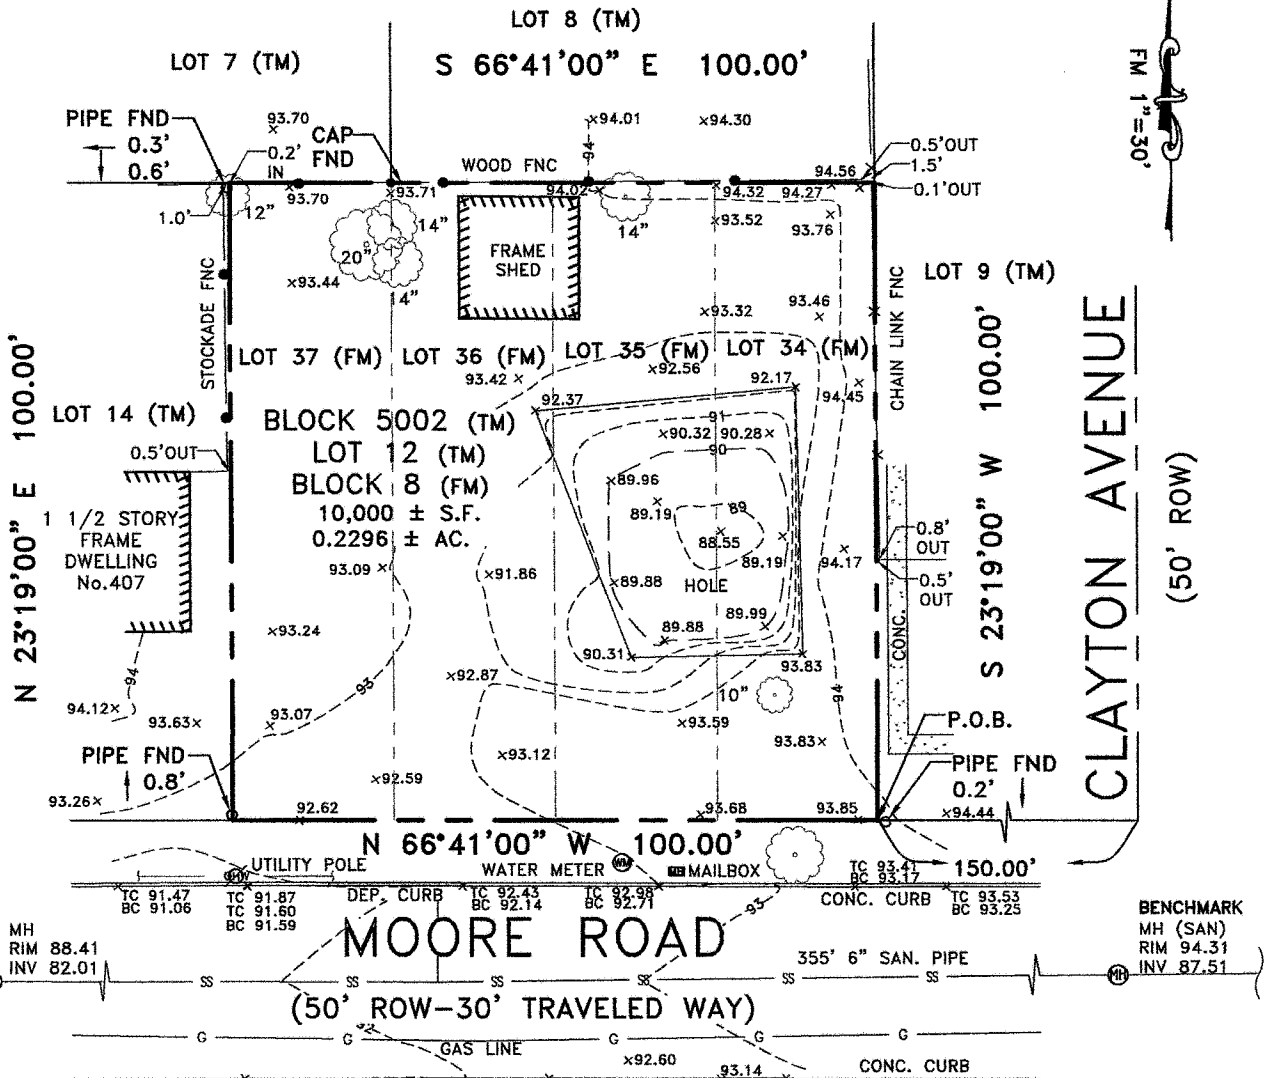 LOT 8 (TM)
LOT 7 (TM)
S 66°41'00" E 100.00'
FM 1"=30'
PIPE FND
0.3'
0.6'
93.70
CAP
FND
0.2'
IN
×94.01
×94.30
94
WOOD FNC
0.5'OUT
1.5'
0.1'OUT
94.56
93.70
93.71
94.02
94.32
94.27
1.0'
12"
14"
20"
14"
14"
93.52
93.76
FRAME
SHED
STOCKADE FNC
×93.44
×93.32
93.46
CHAIN LINK FNC
LOT 9 (TM)
LOT 37 (FM)
LOT 36 (FM)
LOT 35 (FM)
LOT 34 (FM)
93.42×
×92.56
92.17
94.45
92.37
N 23°19'00" E 100.00'
S 23°19'00" W 100.00'
CLAYTON AVENUE
(50' ROW)
LOT 14 (TM)
0.5'OUT
BLOCK 5002 (TM)
LOT 12 (TM)
BLOCK 8 (FM)
10,000 ± S.F.
0.2296 ± AC.
91
×90.32
90.28×
90
×89.96
89.19
89
88.55
89.19
HOLE
×89.88
89.99
89.88
90.31
93.83
94.17
0.8'
OUT
0.5'
OUT
CONC.
1 1/2 STORY
FRAME
DWELLING
No.407
93.09×
×91.86
×93.24
×92.87
93
94
94.12×
93.63×
93.07
10"
94
×93.59
93.83×
×93.12
×92.59
P.O.B.
PIPE FND
0.8'
PIPE FND
0.2'
93.26×
92.62
93.68
93.85
×94.44
N 66°41'00" W 100.00'
150.00'
UTILITY POLE
WATER METER
WM
MB
MAILBOX
TC 93.41
BC 93.17
TC 91.47
BC 91.06
TC 91.87
TC 91.60
BC 91.59
DEP. CURB
TC 92.43
BC 92.14
TC 92.98
BC 92.71
93
CONC. CURB
TC 93.53
BC 93.25
MH
RIM 88.41
INV 82.01
MOORE ROAD
BENCHMARK
MH (SAN)
RIM 94.31
INV 87.51
MH
355' 6" SAN. PIPE
SS SS SS SS SS SS
(50' ROW-30' TRAVELED WAY)
92
G G G G G
GAS LINE
×92.60
93.14
CONC. CURB